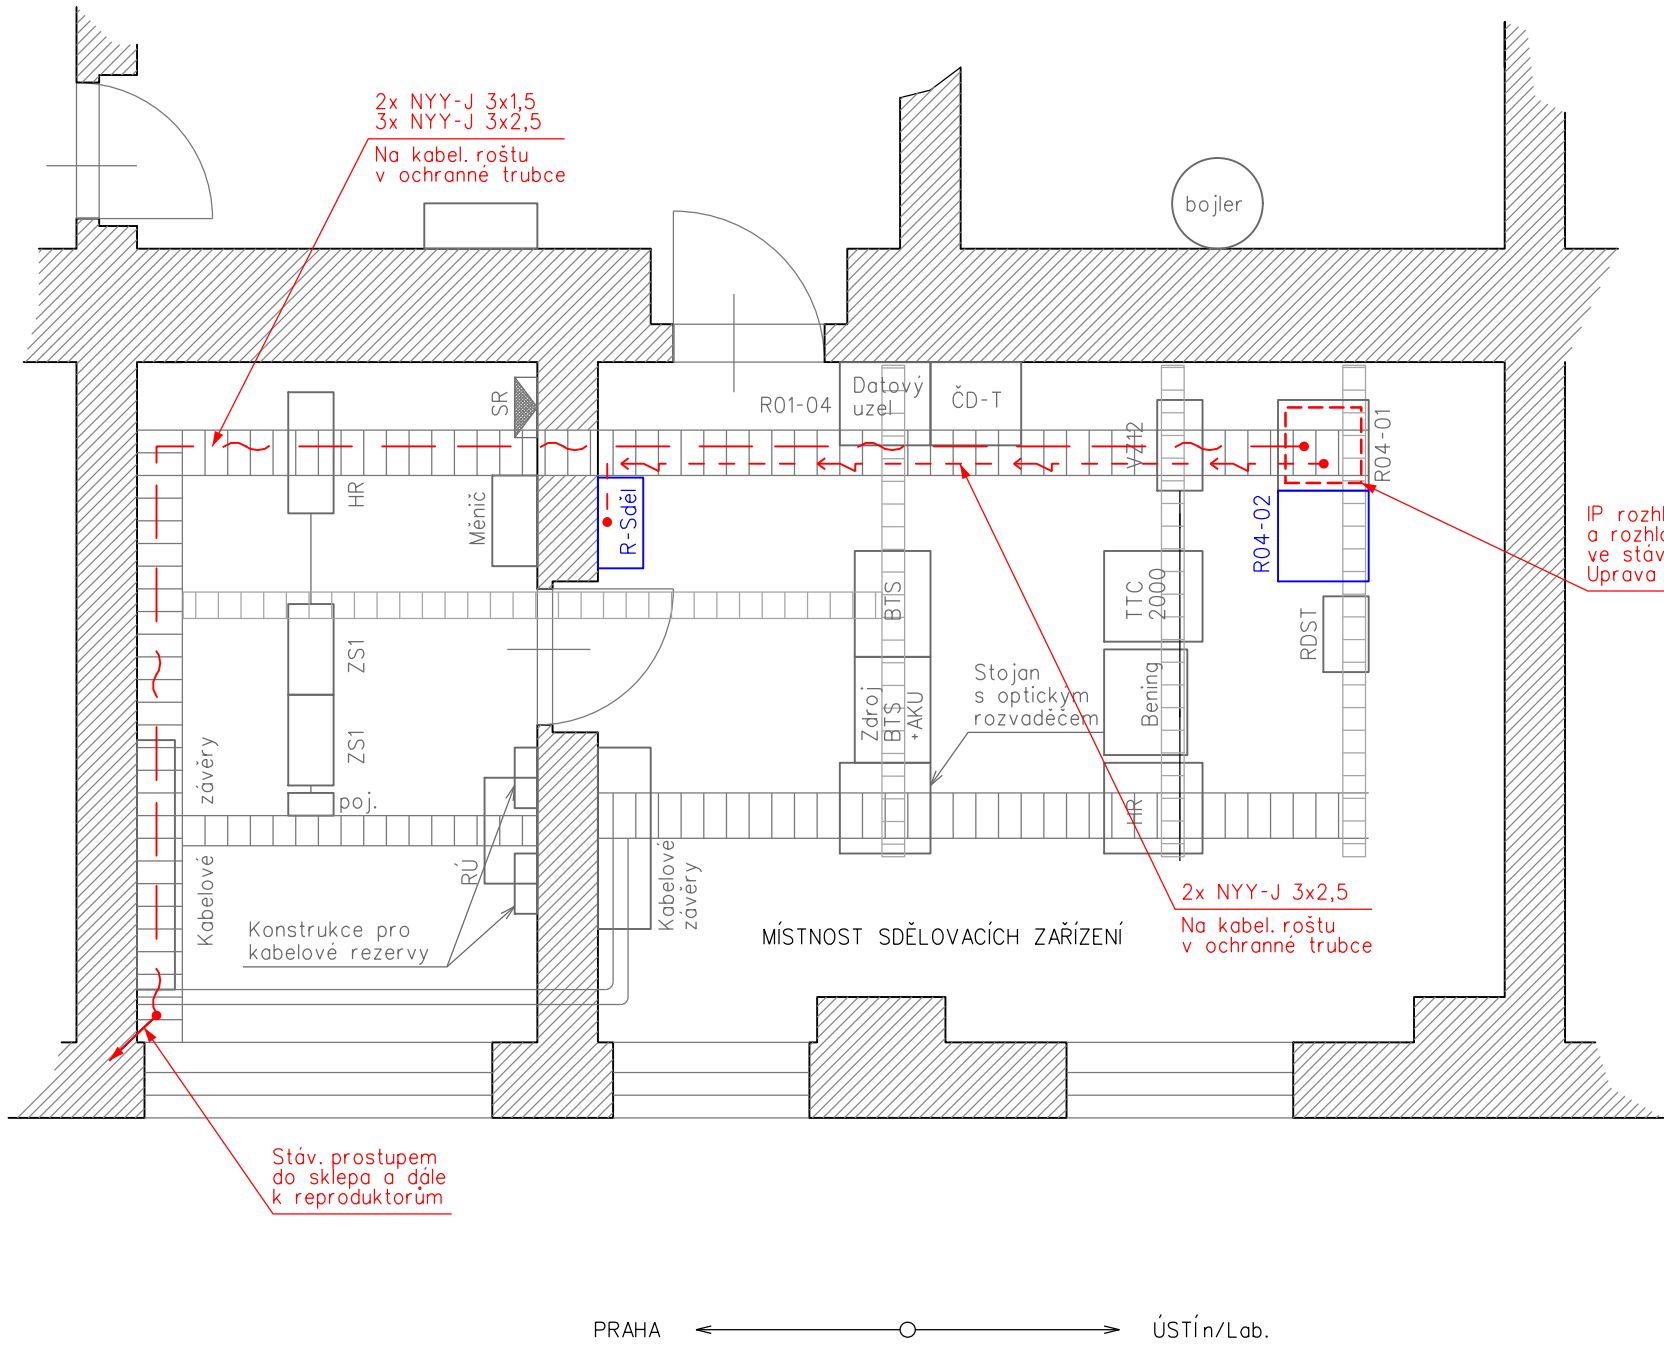 2x NYY-J 3x1,5
3x NYY-J 3x2,5
Na kabel. roštu
v ochranné trubce
bojler
SR
R01-04
Datový
uzel
ČD-T
VZ12
R04-01
HR
Měnič
R-Sděl
R04-02
IP
a
ve
Úprava
BTS
TTC
2000
RDST
ZS1
ZS1
Zdroj
BTS
+AKU
Stojan
s optickým
rozvaděčem
Bening
závěry
poj.
HR
RÚ
Kabelové
Kabelové
závěry
Konstrukce pro
kabelové rezervy
MÍSTNOST SDĚLOVACÍCH ZAŘÍZENÍ
2x NYY-J 3x2,5
Na kabel. roštu
v ochranné trubce
Stáv. prostupem
do sklepa a dále
k reproduktorům
PRAHA
ÚSTÍ n/Lab.